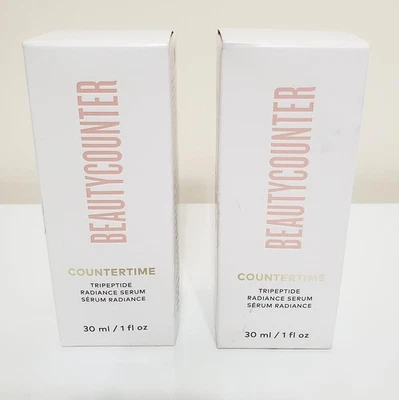 BEAUTYCOUNTER
COUNTERTIME
TRIPEPTIDE
RADIANCE SERUM
SÉRUM RADIANCE
30 ml / 1 fl oz
BEAUTYCOUNTER
COUNTERTIME
TRIPEPTIDE
RADIANCE SERUM
SÉRUM RADIANCE
30 ml / 1 fl oz